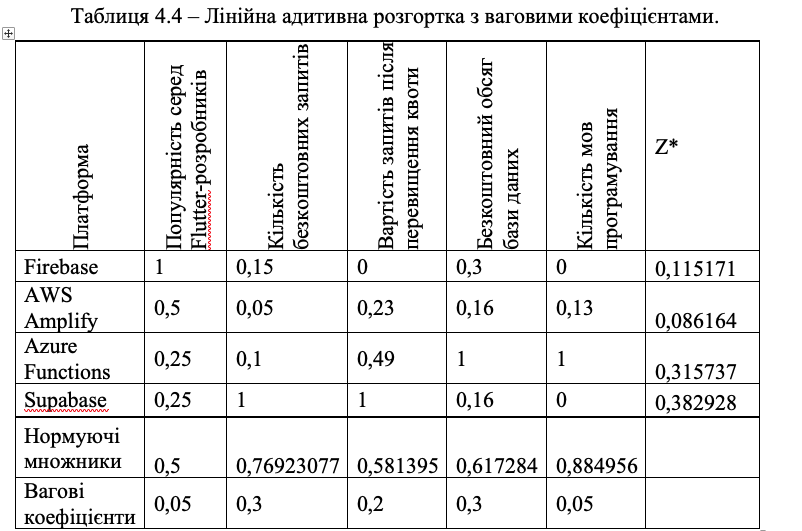 Таблиця 4.4 – Лінійна адитивна розгортка з ваговими коефіцієнтами.
Платформа
Популярність серед
Flutter-розробників
Кількість
безкоштовних запитів
Вартість запитів після
перевищення квоти
Безкоштовний обсяг
бази даних
Кількість мов
програмування
Z*
Firebase 1 0,15 0 0,3 0 0,115171
AWS
Amplify 0,5 0,05 0,23 0,16 0,13 0,086164
Azure
Functions 0,25 0,1 0,49 1 1 0,315737
Supabase 0,25 1 1 0,16 0 0,382928
Нормуючі
множники 0,5 0,76923077 0,581395 0,617284 0,884956
Вагові
коефіцієнти 0,05 0,3 0,2 0,3 0,05